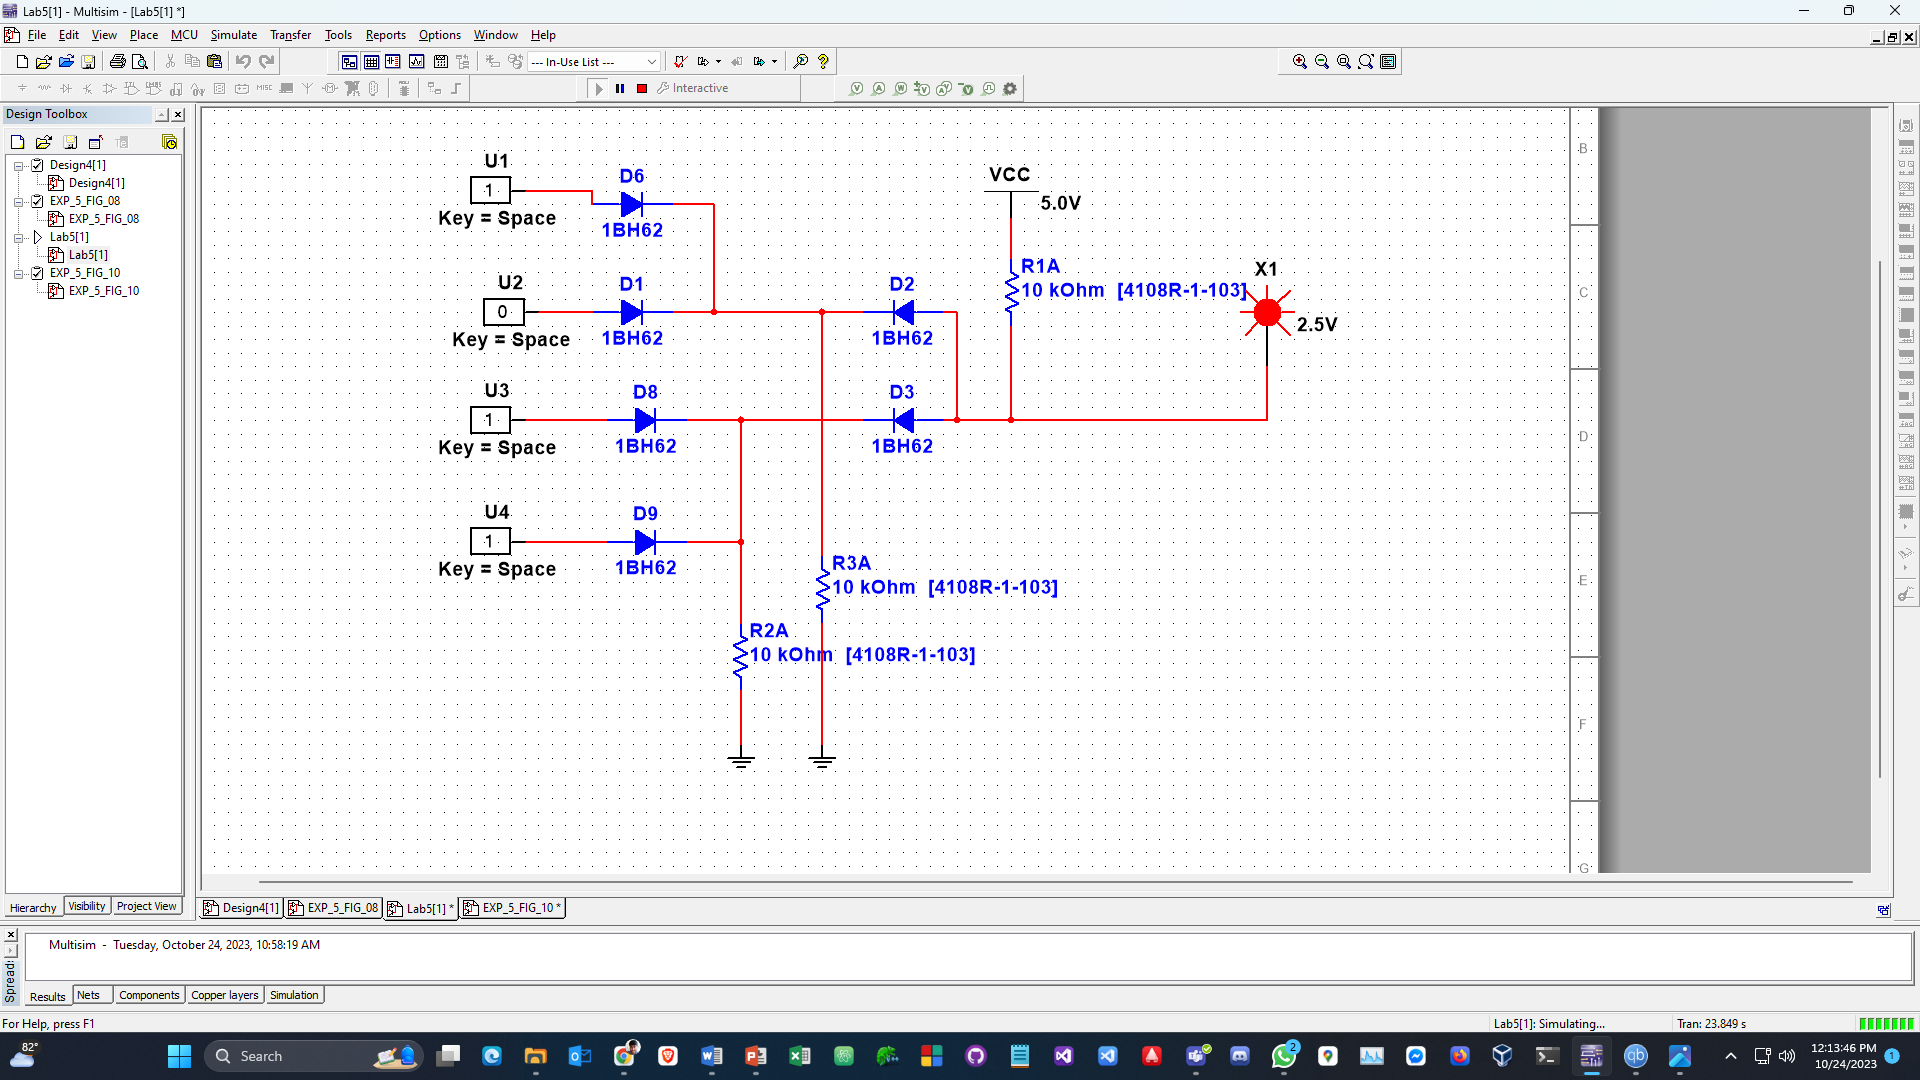 Lab5[1] - Multisim - [Lab5[1] *]
File Edit View Place MCU Simulate Transfer Tools Reports Options Window Help
--- In-Use List ---
Interactive
Design Toolbox
Design4[1]
Design4[1]
EXP_5_FIG_08
EXP_5_FIG_08
Lab5[1]
Lab5[1]
EXP_5_FIG_10
EXP_5_FIG_10
Hierarchy Visibility Project View
U1
1
Key = Space
D6
1BH62
VCC
5.0V
U2
0
Key = Space
D1
1BH62
D2
1BH62
R1A
10 kOhm [4108R-1-103]
X1
2.5V
U3
1
Key = Space
D8
1BH62
D3
1BH62
U4
1
Key = Space
D9
1BH62
R3A
10 kOhm [4108R-1-103]
R2A
10 kOhm [4108R-1-103]
B
C
D
E
F
G
Design4[1] EXP_5_FIG_08 Lab5[1] * EXP_5_FIG_10 *
Multisim - Tuesday, October 24, 2023, 10:58:19 AM
Spread:
Results Nets Components Copper layers Simulation
For Help, press F1
Lab5[1]: Simulating...
Tran: 23.849 s
82°
Search
2
12:13:46 PM
10/24/2023
1